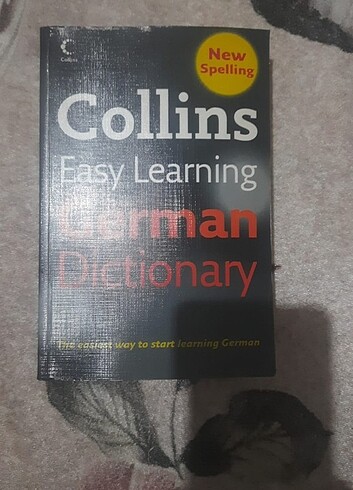 Collins
New
Spelling
Collins
Easy Learning
German
Dictionary
The easiest way to start learning German